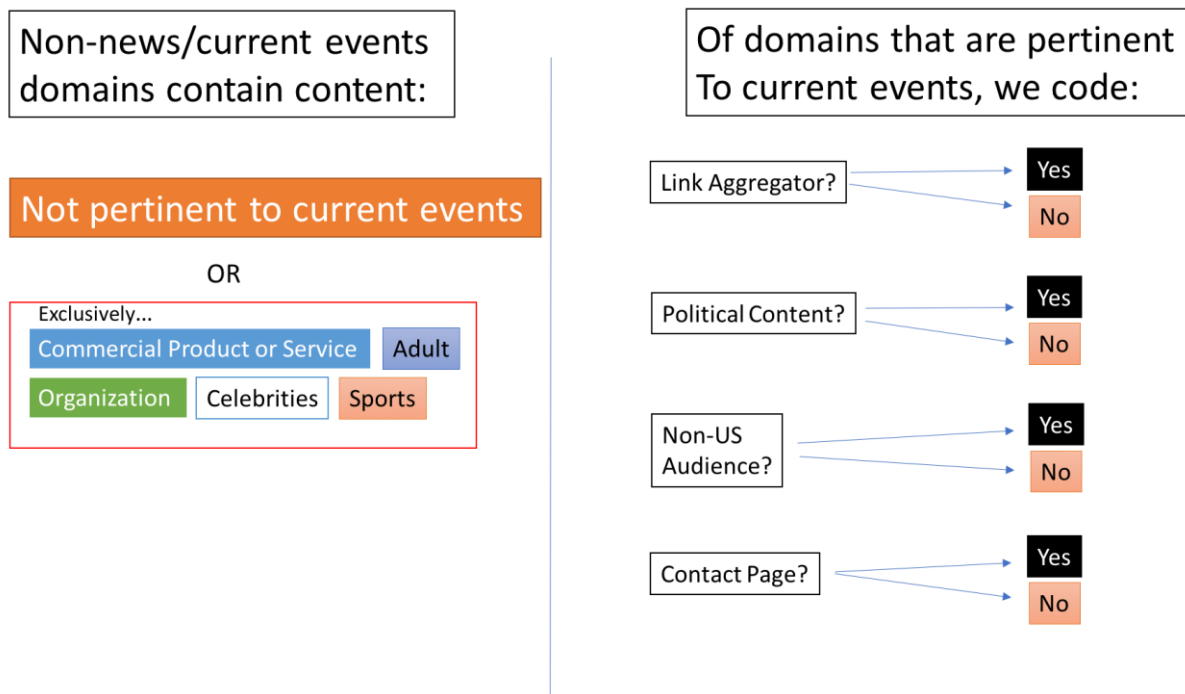 Non-news/current events
domains contain content:
Not pertinent to current events
OR
Exclusively...
Commercial Product or Service
Adult
Organization
Celebrities
Sports
Of domains that are pertinent
To current events, we code:
Link Aggregator?
Yes
No
Political Content?
Yes
No
Non-US
Audience?
Yes
No
Contact Page?
Yes
No